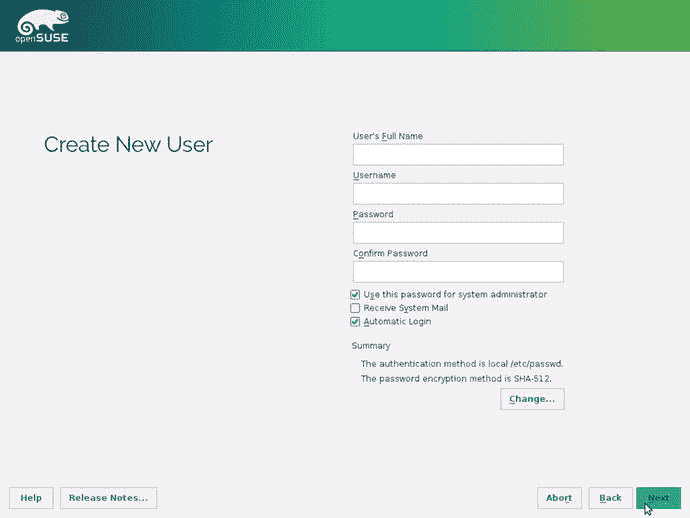 openSUSE
Create New User
User's Full Name
Username
Password
Confirm Password
Use this password for system administrator
Receive System Mail
Automatic Login
Summary
The authentication method is local /etc/passwd.
The password encryption method is SHA-512.
Change...
Help
Release Notes...
Abort
Back
Next